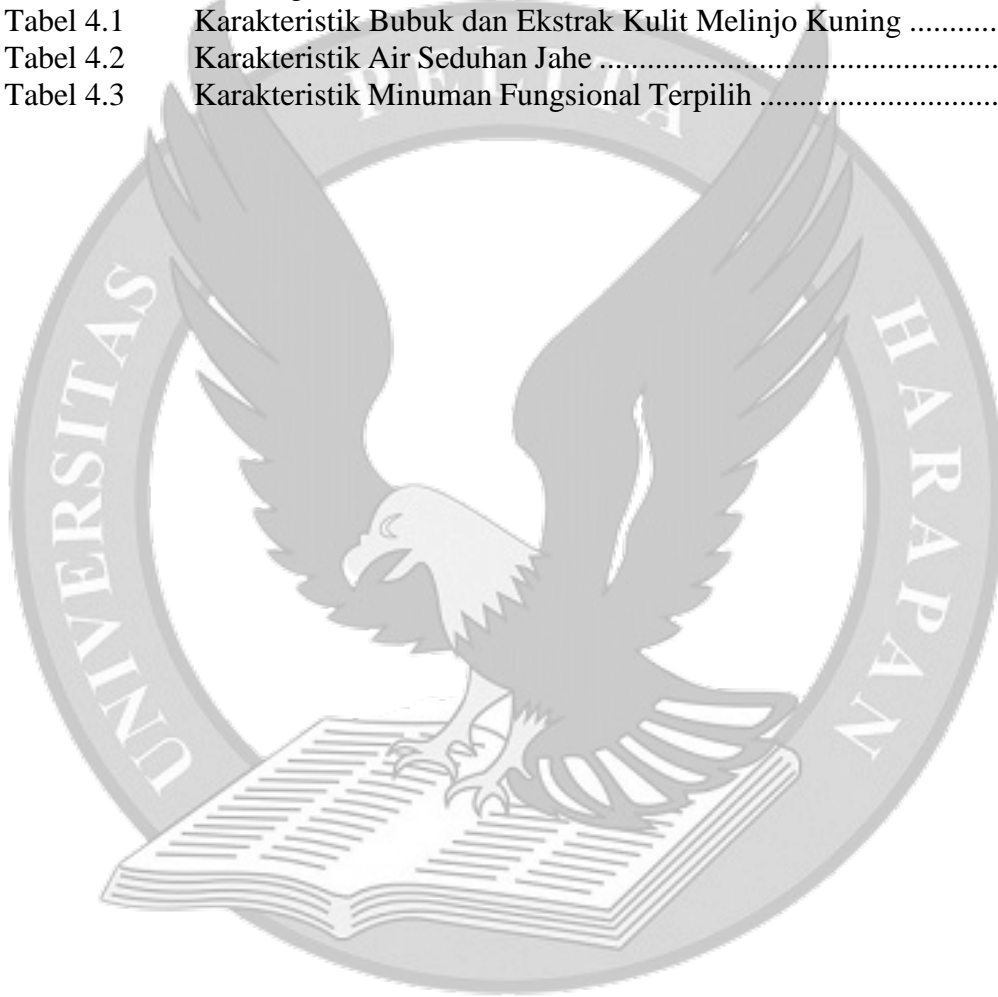 Tabel 4.1 Karakteristik Bubuk dan Ekstrak Kulit Melinjo Kuning ...........
Tabel 4.2 Karakteristik Air Seduhan Jahe ..................................................
Tabel 4.3 Karakteristik Minuman Fungsional Terpilih ..............................
UNIVERSITAS PELITA HARAPAN